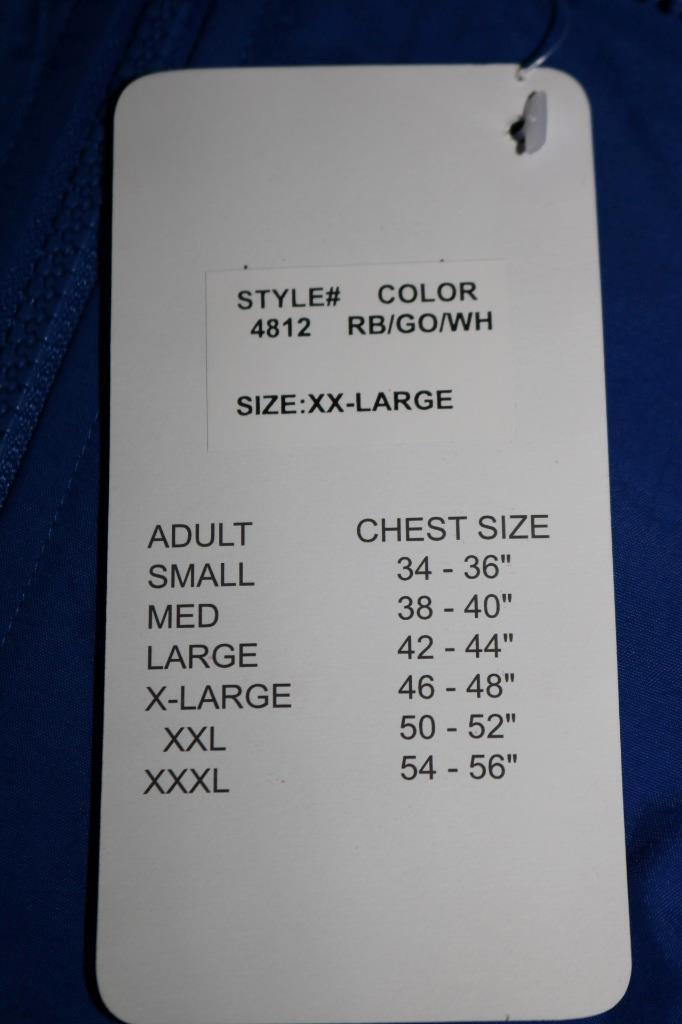 STYLE# COLOR
4812 RB/GO/WH
SIZE:XX-LARGE
ADULT CHEST SIZE
SMALL 34 - 36"
MED 38 - 40"
LARGE 42 - 44"
X-LARGE 46 - 48"
XXL 50 - 52"
XXXL 54 - 56"